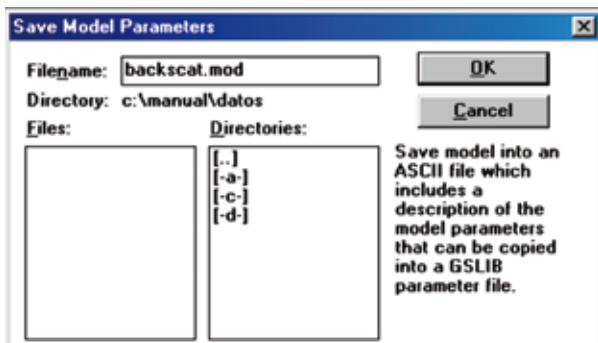 Save Model Parameters
Filename: backscat.mod
OK
Directory: c:\manual\datos
Cancel
Files:
Directories:
[..]
[-a-]
[-c-]
[-d-]
Save model into an
ASCII file which
includes a
description of the
model parameters
that can be copied
into a GSLIB
parameter file.